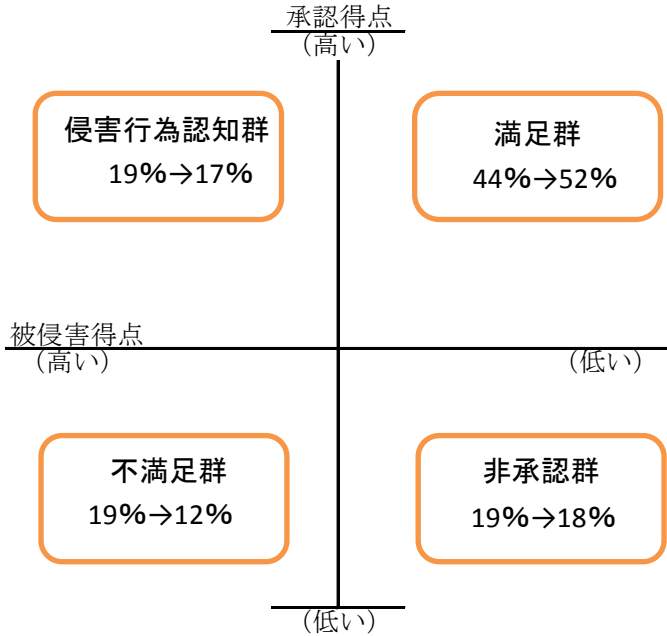 承認得点
（高い）
侵害行為認知群
19%→17%
満足群
44%→52%
被侵害得点
（高い）
（低い）
不満足群
19%→12%
非承認群
19%→18%
（低い）